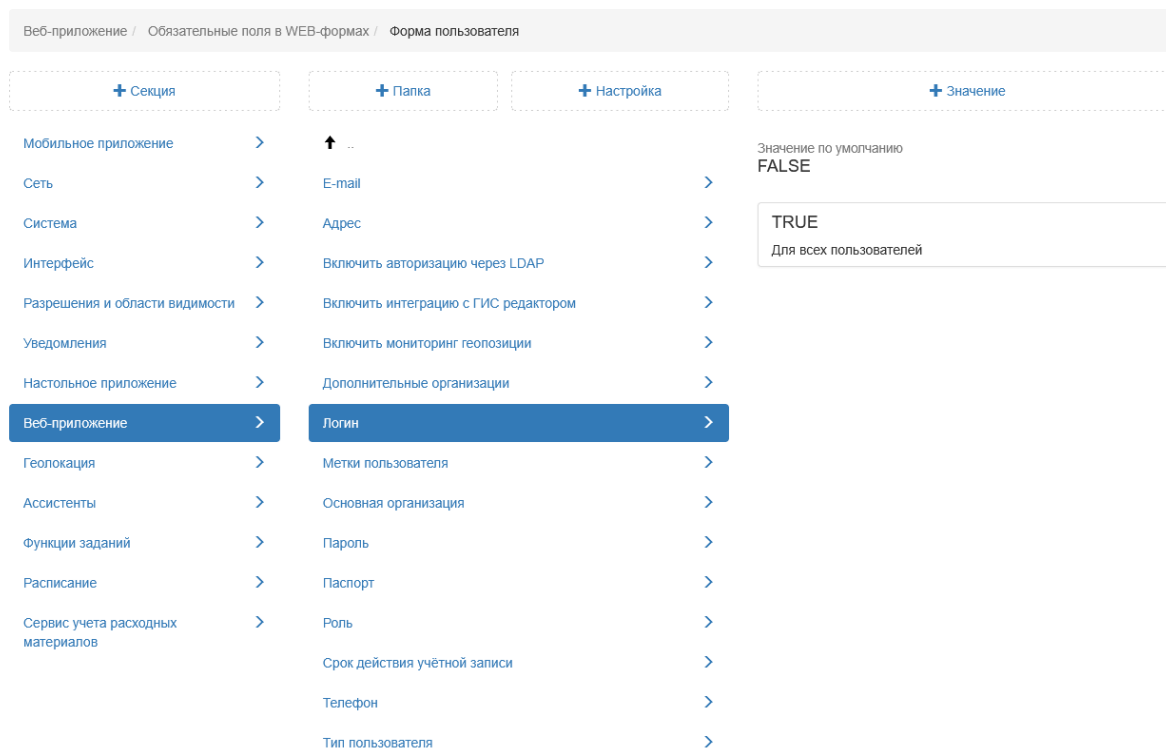 Веб-приложение / Обязательные поля в WEB-формах / Форма пользователя
+ Секция
Мобильное приложение
Сеть
Система
Интерфейс
Разрешения и области видимости
Уведомления
Настольное приложение
Веб-приложение
Геолокация
Ассистенты
Функции заданий
Расписание
Сервис учета расходных
материалов
+ Папка
+ Настройка
..
E-mail
Адрес
Включить авторизацию через LDAP
Включить интеграцию с ГИС редактором
Включить мониторинг геопозиции
Дополнительные организации
Логин
Метки пользователя
Основная организация
Пароль
Паспорт
Роль
Срок действия учётной записи
Телефон
Тип пользователя
+ Значение
Значение по умолчанию
FALSE
TRUE
Для всех пользователей